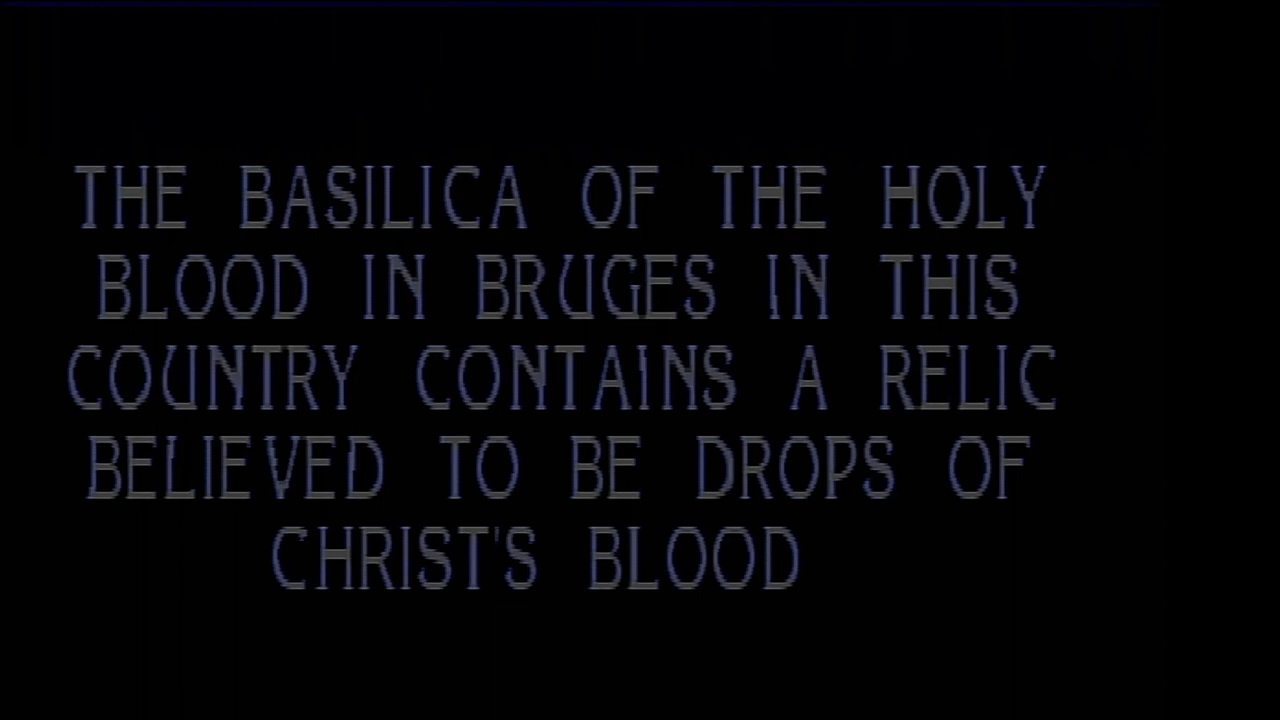 THE BASILICA OF THE HOLY
BLOOD IN BRUGES IN THIS
COUNTRY CONTAINS A RELIC
BELIEVED TO BE DROPS OF
CHRIST'S BLOOD